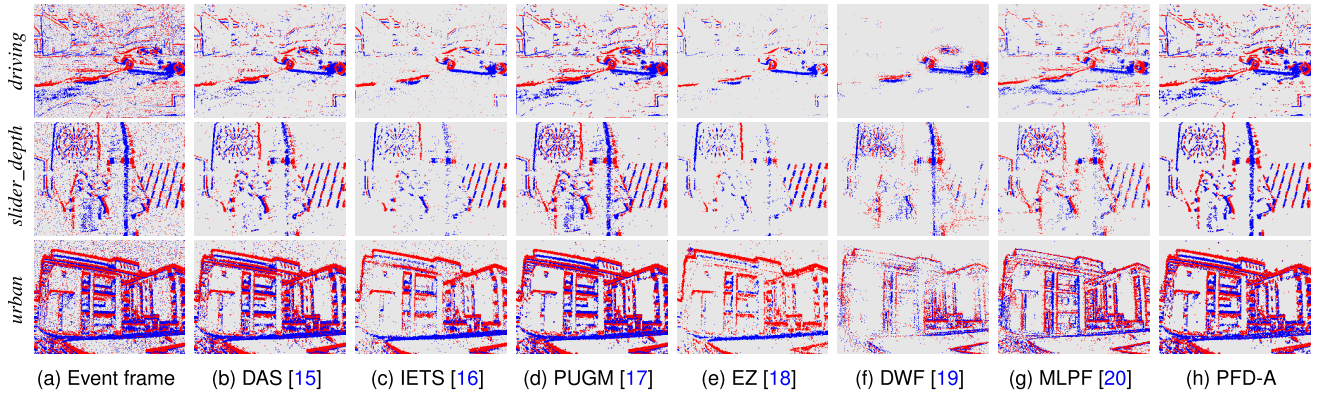 driving
slider_depth
urban
(a) Event frame (b) DAS [15] (c) IETS [16] (d) PUGM [17] (e) EZ [18] (f) DWF [19] (g) MLPF [20] (h) PFD-A